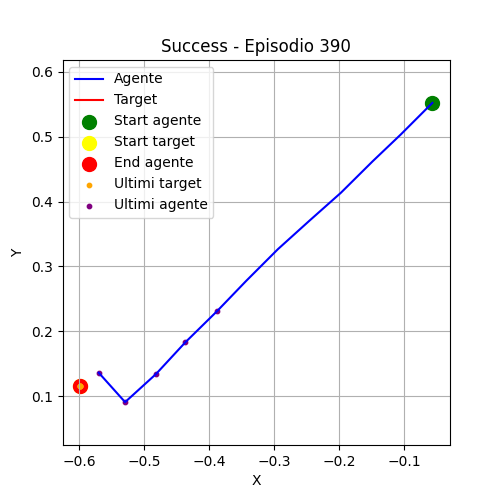 Success - Episodio 390
Agente
Target
Start agente
Start target
End agente
Ultimi target
Ultimi agente
0.6
0.5
0.4
0.3
0.2
0.1
Y
−0.6 −0.5 −0.4 −0.3 −0.2 −0.1
X